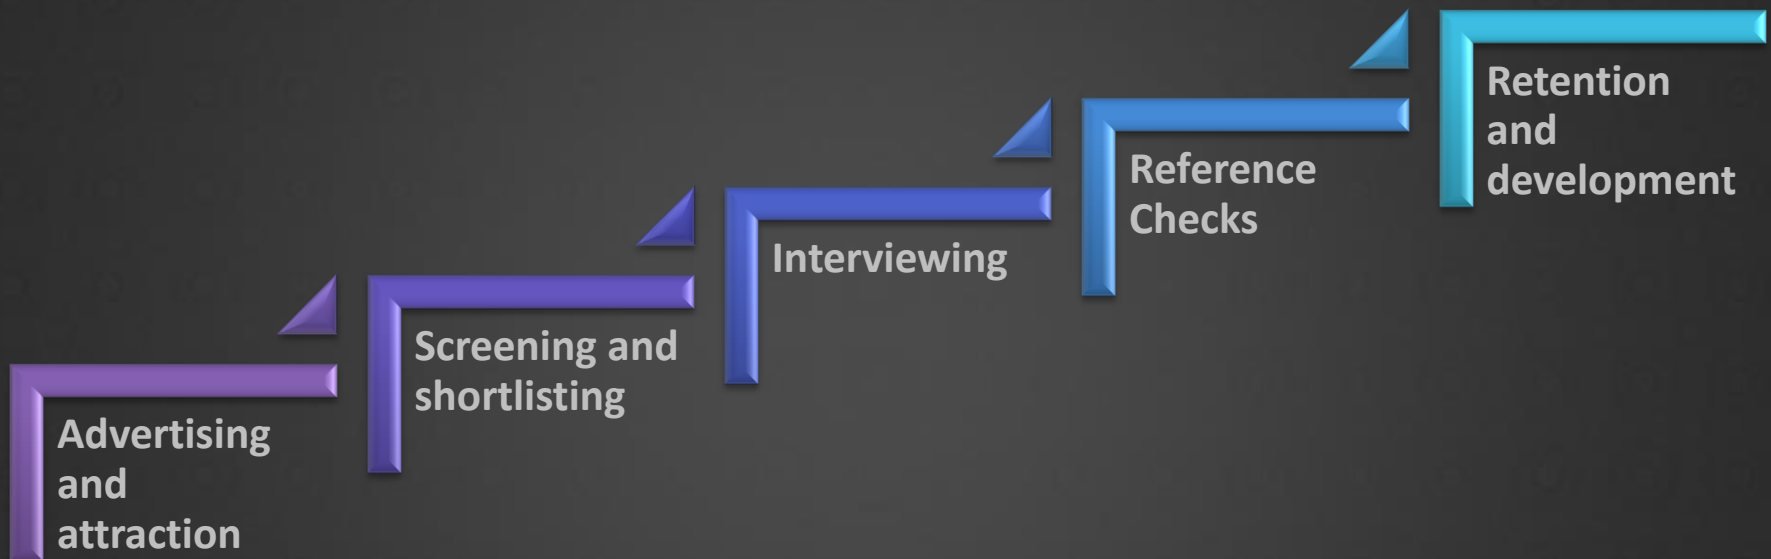 Advertising
and
attraction
Screening and
shortlisting
Interviewing
Reference
Checks
Retention
and
development